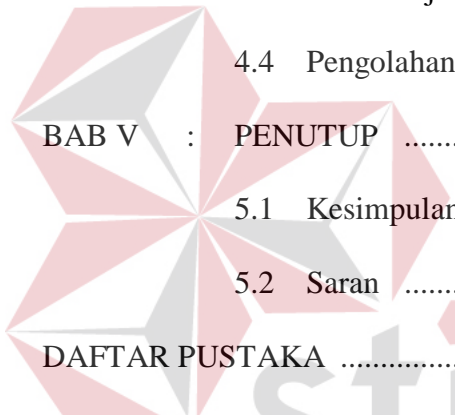 4.4 Pengolahan
BAB V : PENUTUP .......
5.1 Kesimpulan
5.2 Saran .......
DAFTAR PUSTAKA ...............